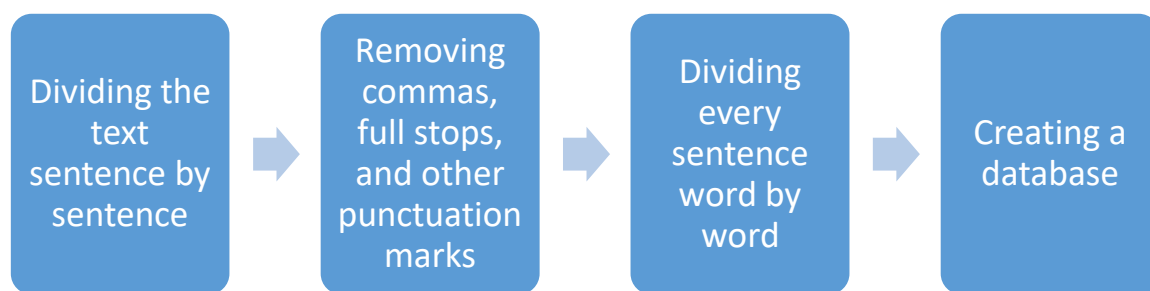 Dividing the
text
sentence by
sentence
Removing
commas,
full stops,
and other
punctuation
marks
Dividing
every
sentence
word by
word
Creating a
database